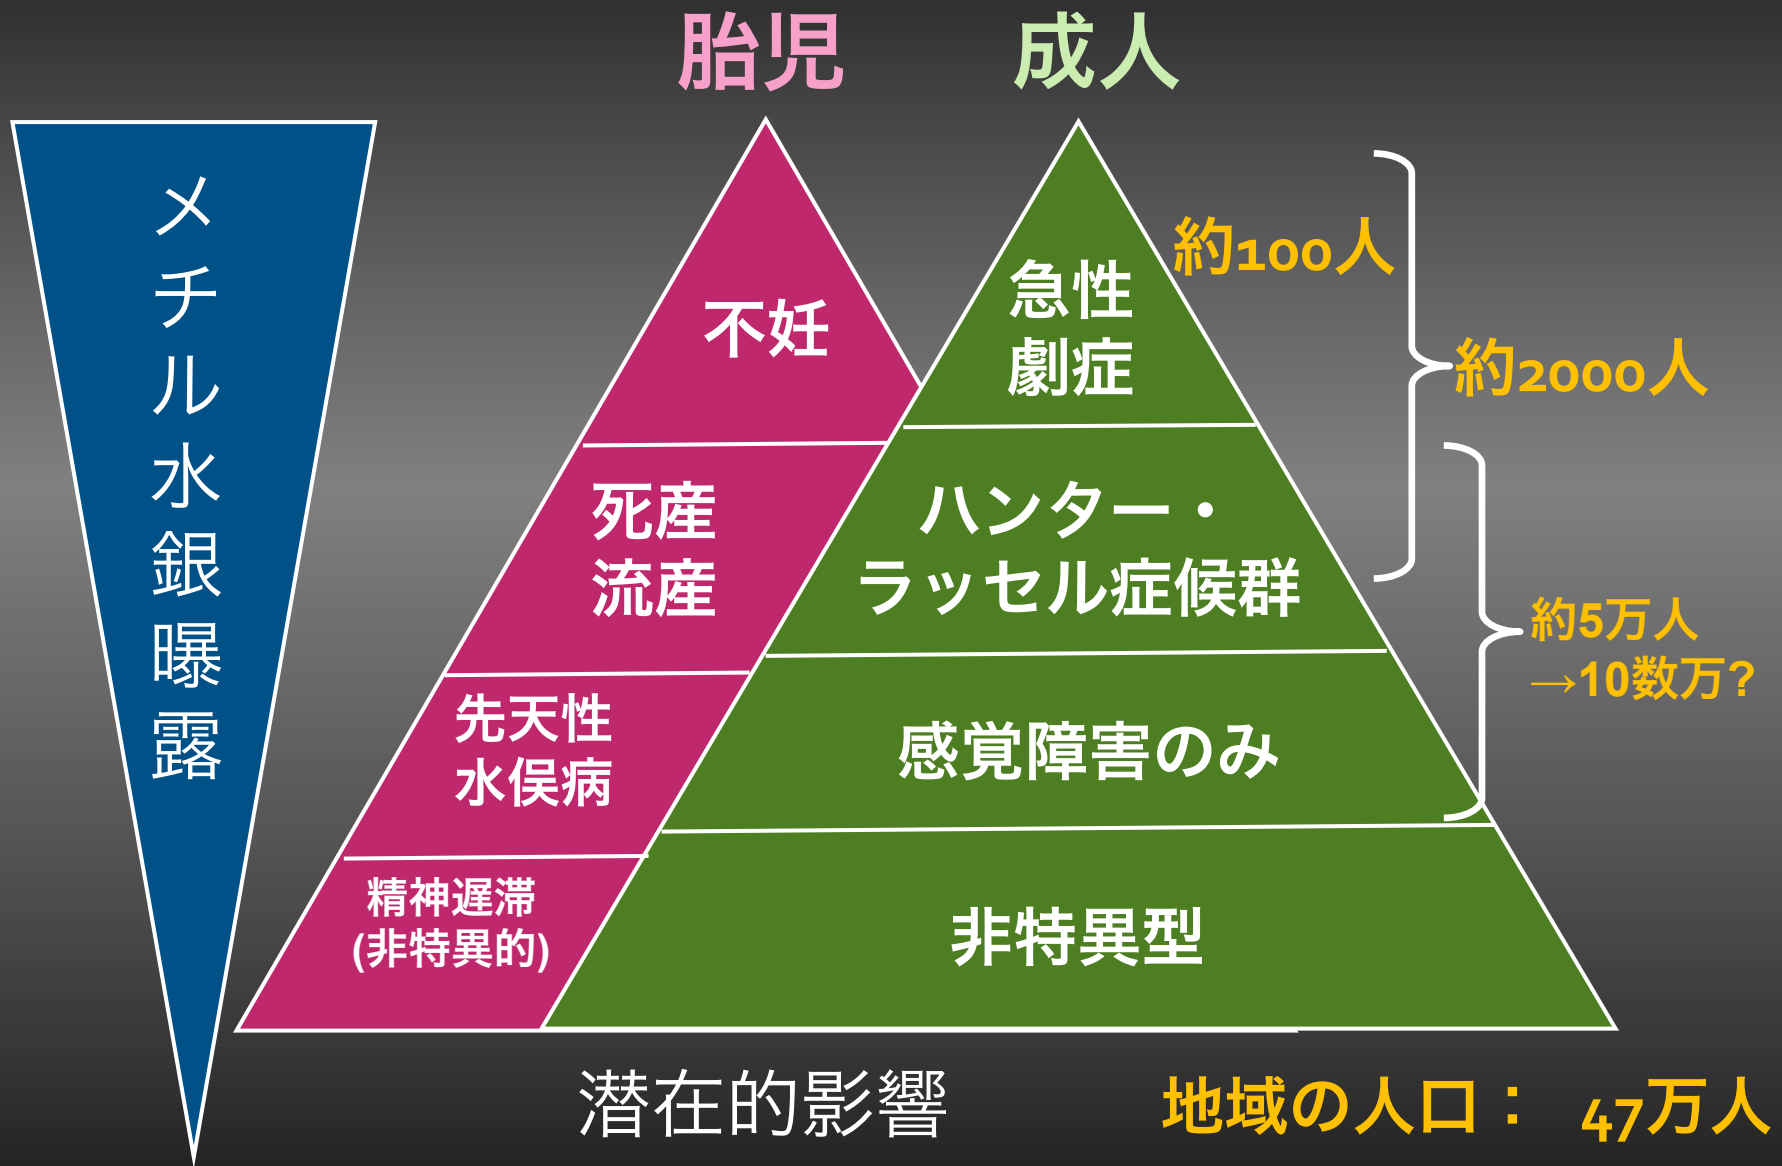 胎児
成人
メチル水銀曝露
不妊
急性
劇症
約100人
約2000人
死産
流産
ハンター・
ラッセル症候群
約5万人
→10数万?
先天性
水俣病
感覚障害のみ
精神遅滞
(非特異的)
非特異型
潜在的影響
地域の人口： 47万人